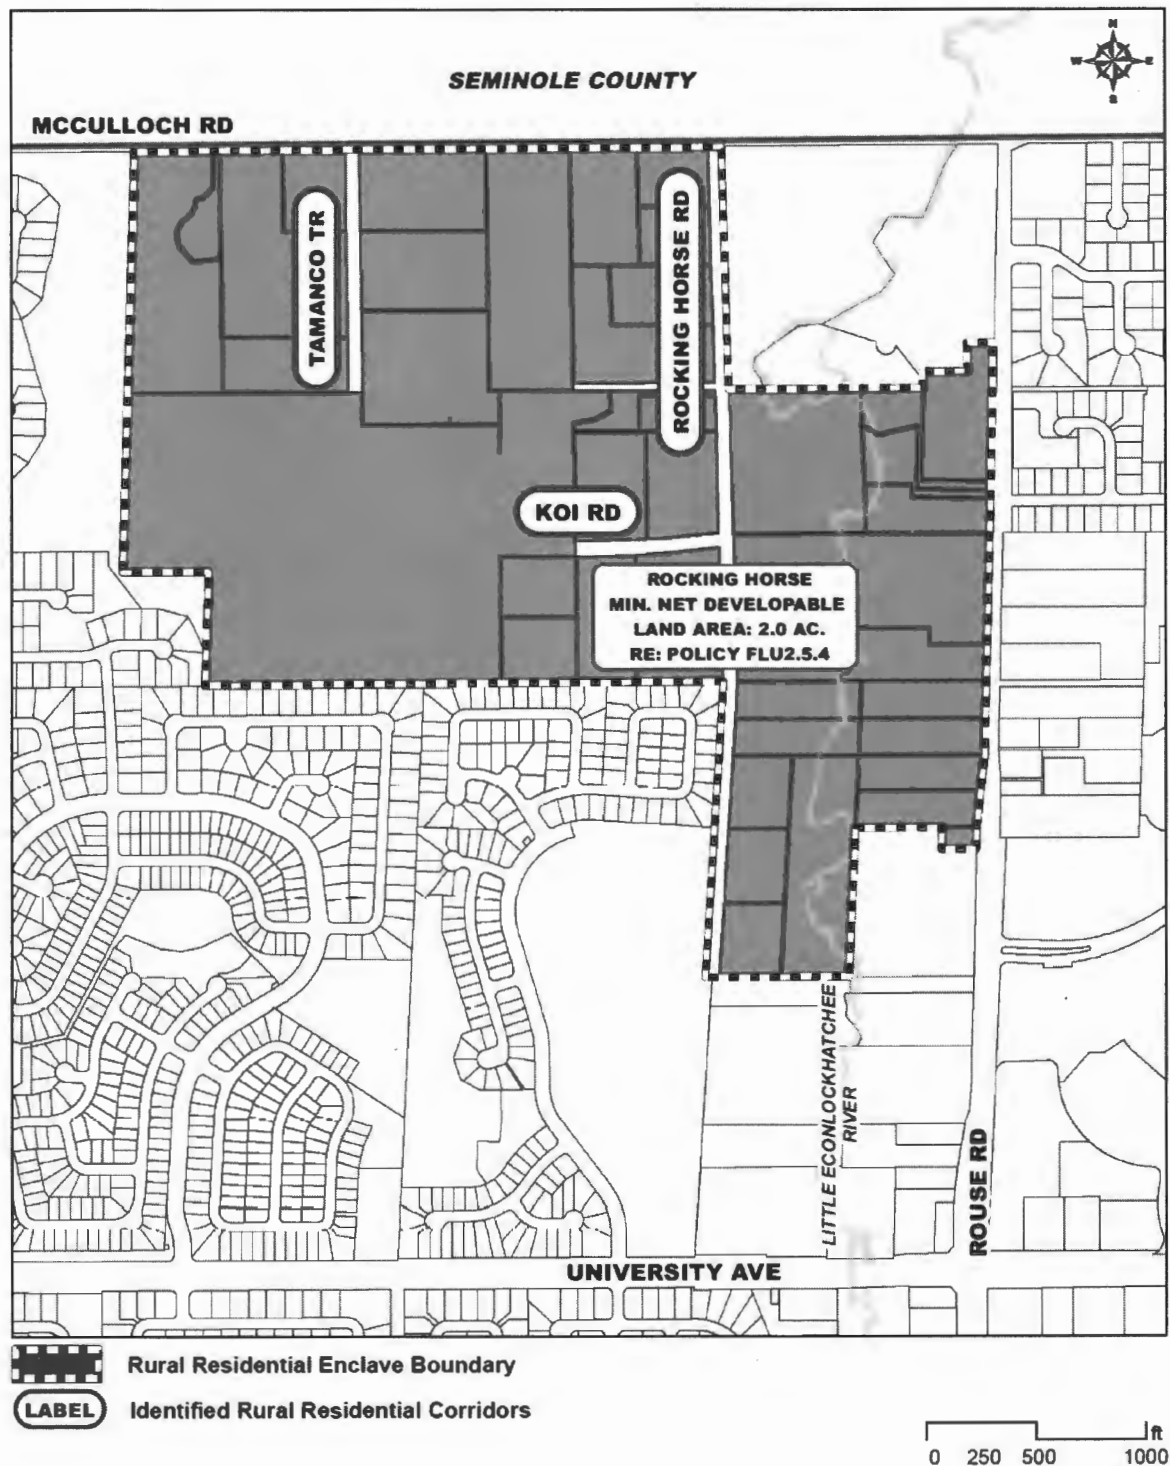 N
W E
S
SEMINOLE COUNTY
MCCULLOCH RD
TAMANCO TR
ROCKING HORSE RD
KOI RD
ROCKING HORSE
MIN. NET DEVELOPABLE
LAND AREA: 2.0 AC.
RE: POLICY FLU2.5.4
LITTLE ECONLOCKHATCHEE
RIVER
ROUSE RD
UNIVERSITY AVE
Rural Residential Enclave Boundary
LABEL Identified Rural Residential Corridors
ft
0 250 500 1000